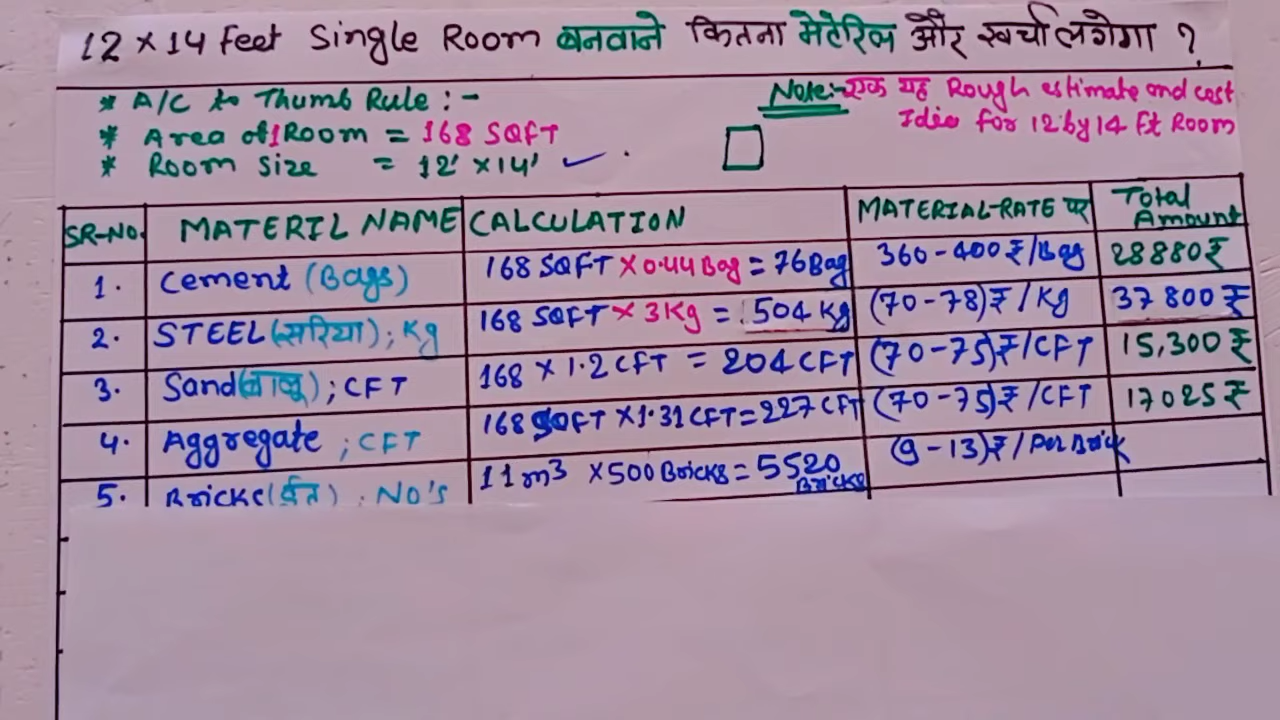 12 × 14 Feet Single Room बनवाने कितना मेटेरिल और खर्चा लगेगा ?
* A/C to Thumb Rule : -
* Area of 1 Room = 168 SQFT
* Room Size = 12' × 14' ✓ .
Note:- एक यह Rough estimate and cost
Idia for 12 by 14 Ft Room
SR-NO. MATERIL NAME CALCULATION MATERIAL-RATE पर Total Amount
1. Cement (Bags) 168 SQFT × 0.44 Bag = 76 Bag 360 - 400 ₹ / Bag 28880 ₹
2. STEEL (सरिया) ; Kg 168 SQFT × 3 Kg = 504 Kg (70 - 78) ₹ / Kg 37800 ₹
3. Sand (बालू) ; CFT 168 × 1.2 CFT = 204 CFT (70 - 75) ₹ / CFT 15,300 ₹
4. Aggregate ; CFT 168 SQFT × 1.31 CFT = 227 CFT (70 - 75) ₹ / CFT 17025 ₹
5. Bricks (ईंट) . NO's 11 m³ × 500 Bricks = 5520 Bricks (9 - 13) ₹ / Per Brick